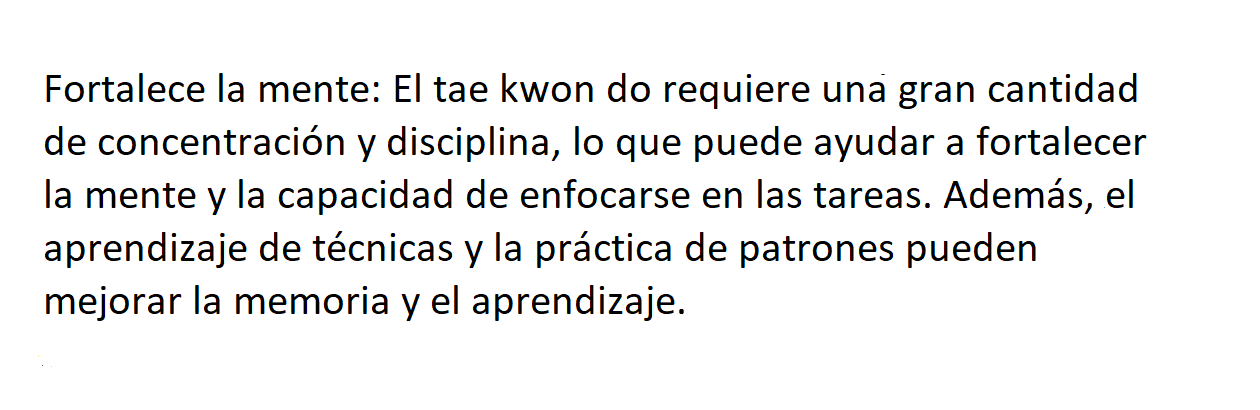 Fortalece la mente: El tae kwon do requiere una gran cantidad
de concentración y disciplina, lo que puede ayudar a fortalecer
la mente y la capacidad de enfocarse en las tareas. Además, el
aprendizaje de técnicas y la práctica de patrones pueden
mejorar la memoria y el aprendizaje.